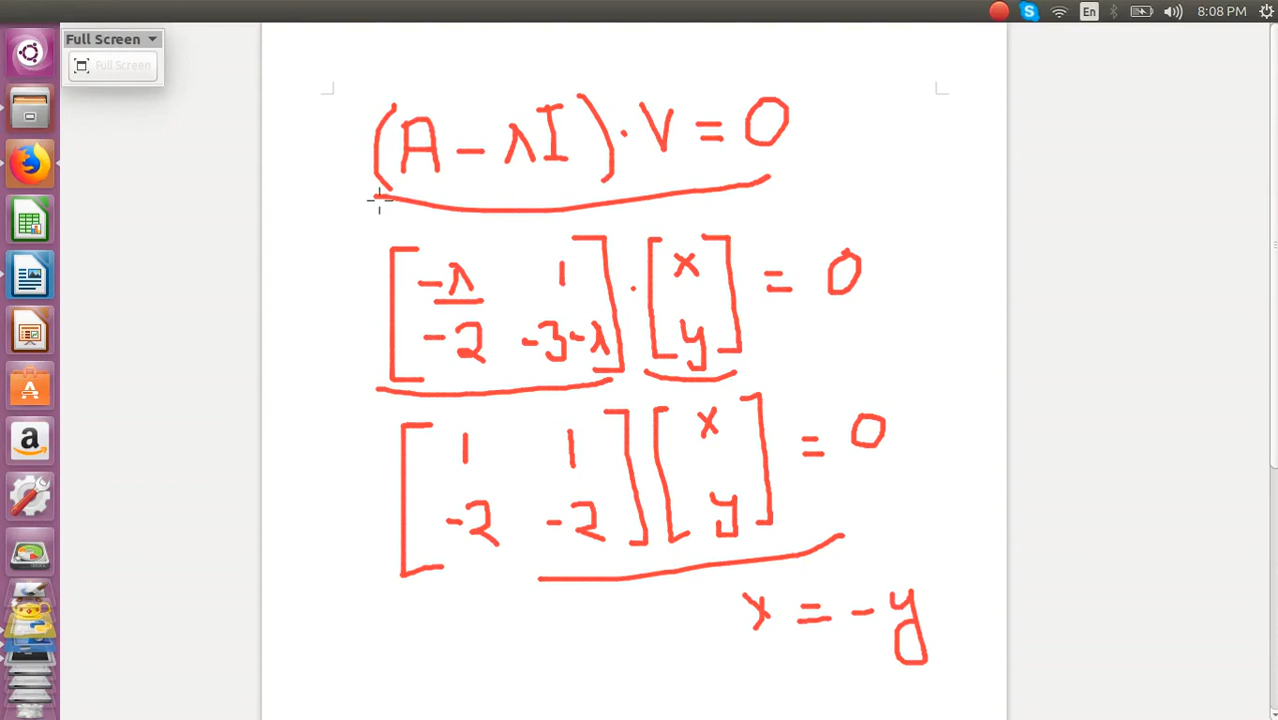 En 8:08 PM
Full Screen
Full Screen
(A - λI) · V = 0
[ -λ 1 ] · [ x ] = 0
[ -2 -3-λ ] [ y ]
[ 1 1 ] [ x ] = 0
[ -2 -2 ] [ y ]
x = -y